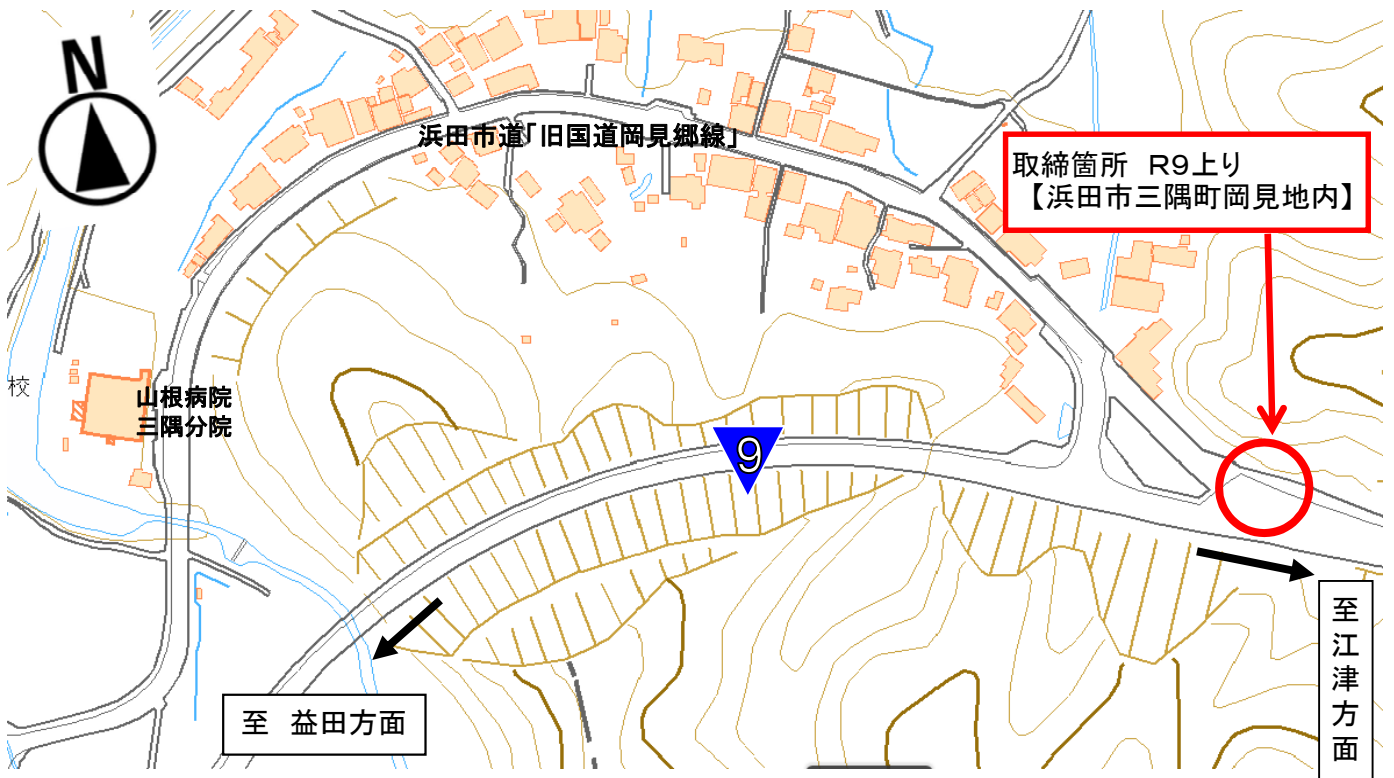 N
浜田市道「旧国道岡見郷線」
取締箇所 R9上り
【浜田市三隅町岡見地内】
校
山根病院
三隅分院
9
至江津方面
至 益田方面